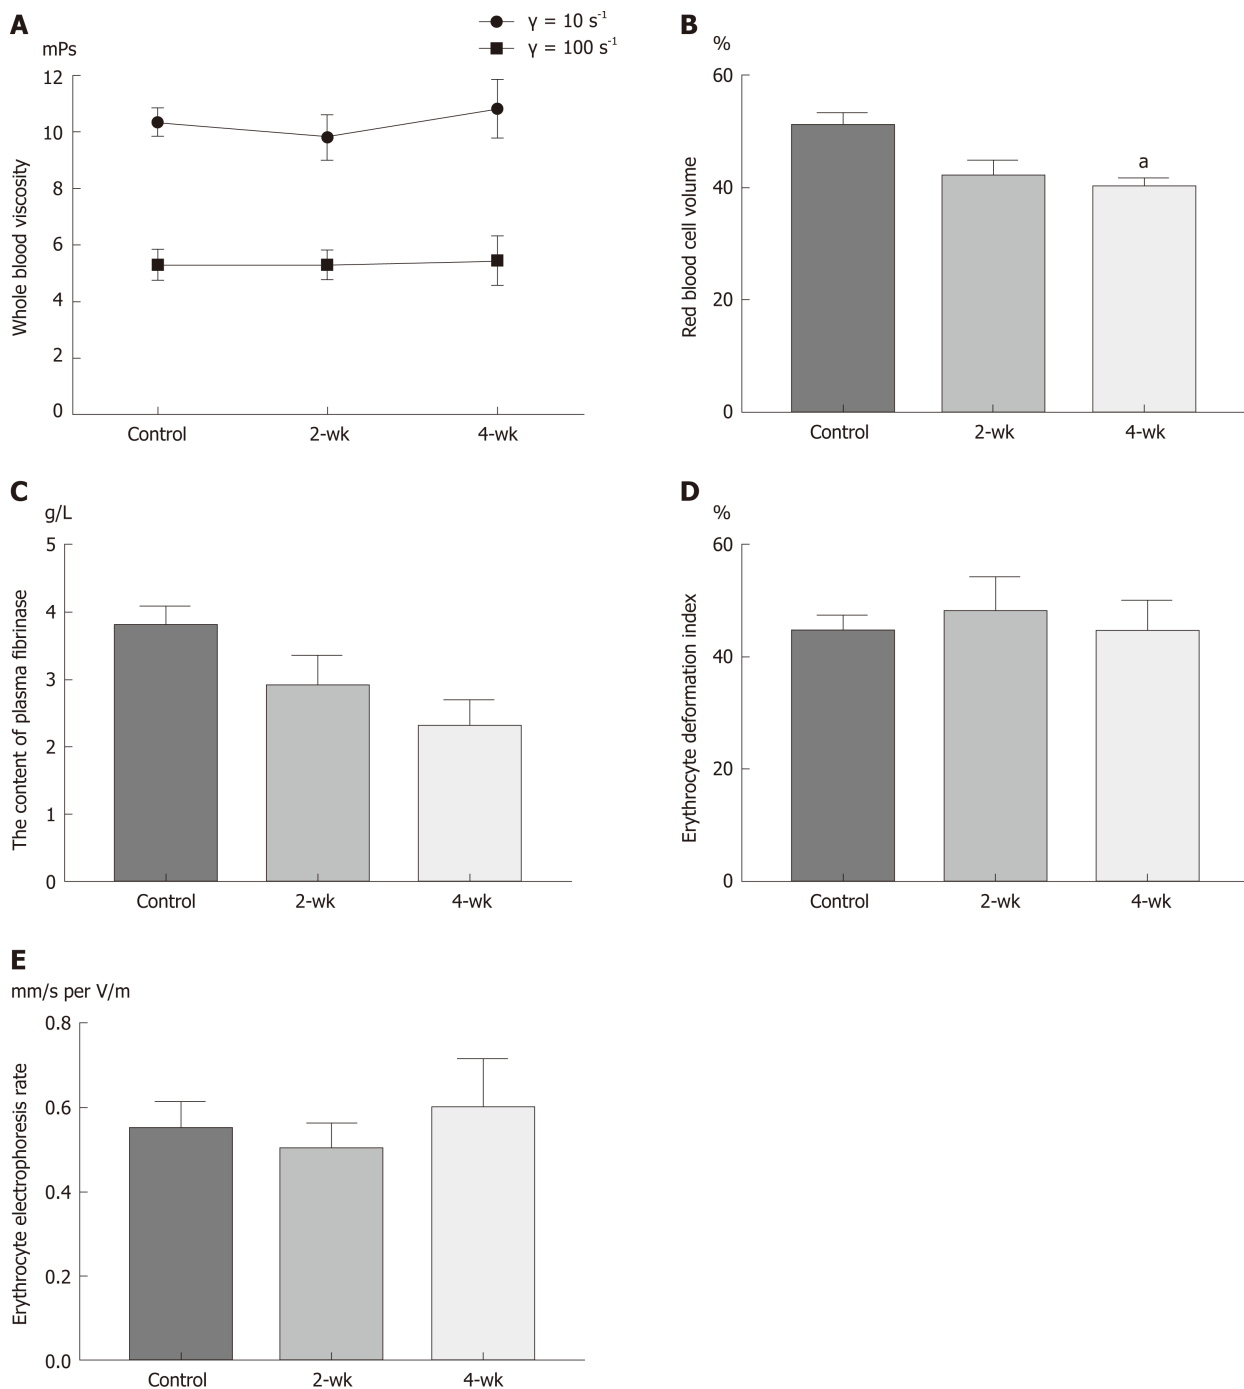 A
mPs
γ = 10 s⁻¹
γ = 100 s⁻¹
Whole blood viscosity
12
10
8
6
4
2
0
Control 2-wk 4-wk
B
%
Red blood cell volume
60
40
20
0
a
Control 2-wk 4-wk
C
g/L
The content of plasma fibrinase
5
4
3
2
1
0
Control 2-wk 4-wk
D
%
Erythrocyte deformation index
60
40
20
0
Control 2-wk 4-wk
E
mm/s per V/m
Erythrocyte electrophoresis rate
0.8
0.6
0.4
0.2
0.0
Control 2-wk 4-wk